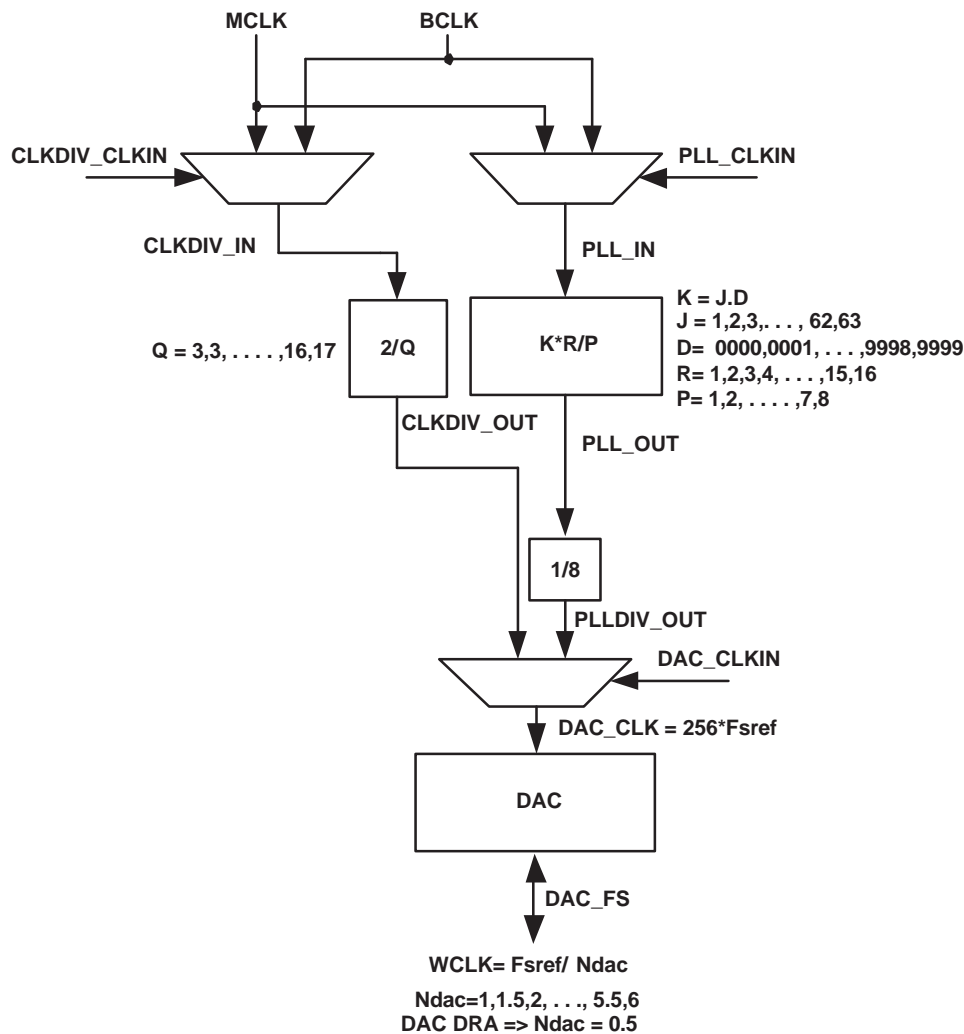 MCLK
BCLK
CLKDIV_CLKIN
PLL_CLKIN
CLKDIV_IN
PLL_IN
K = J.D
J = 1,2,3,. . . , 62,63
D= 0000,0001, . . . ,9998,9999
R= 1,2,3,4, . . . ,15,16
P= 1,2, . . . . ,7,8
Q = 3,3, . . . . ,16,17
2/Q
K*R/P
CLKDIV_OUT
PLL_OUT
1/8
PLLDIV_OUT
DAC_CLKIN
DAC_CLK = 256*Fsref
DAC
DAC_FS
WCLK= Fsref/ Ndac
Ndac=1,1.5,2, . . ., 5.5,6
DAC DRA => Ndac = 0.5